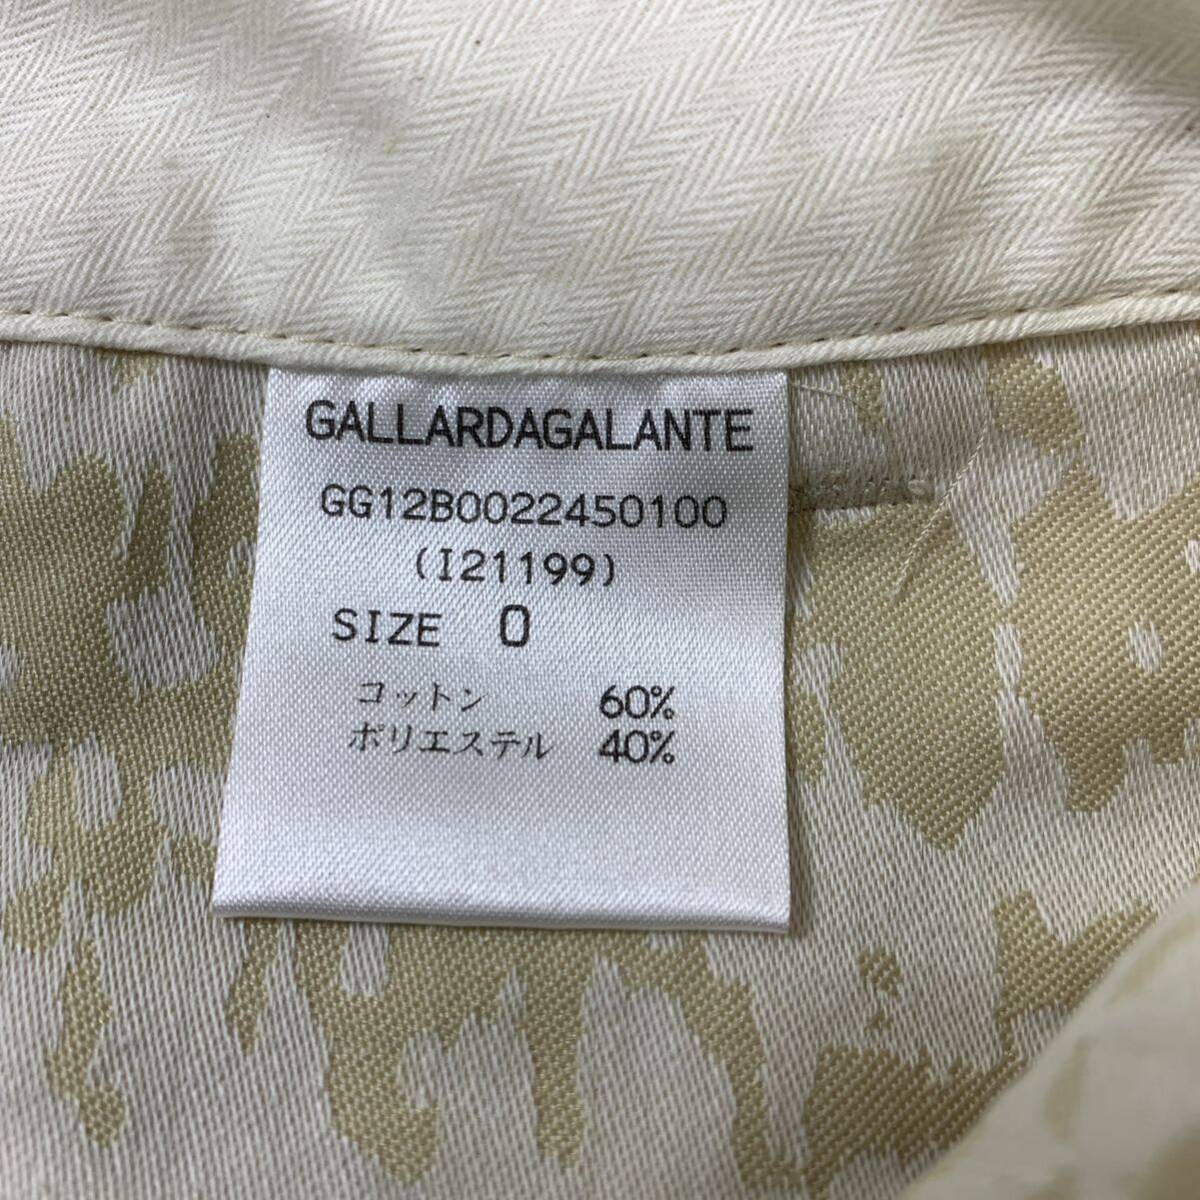 GALLARDAGALANTE
GG12B0022450100
(I21199)
SIZE 0
コットン 60%
ポリエステル 40%